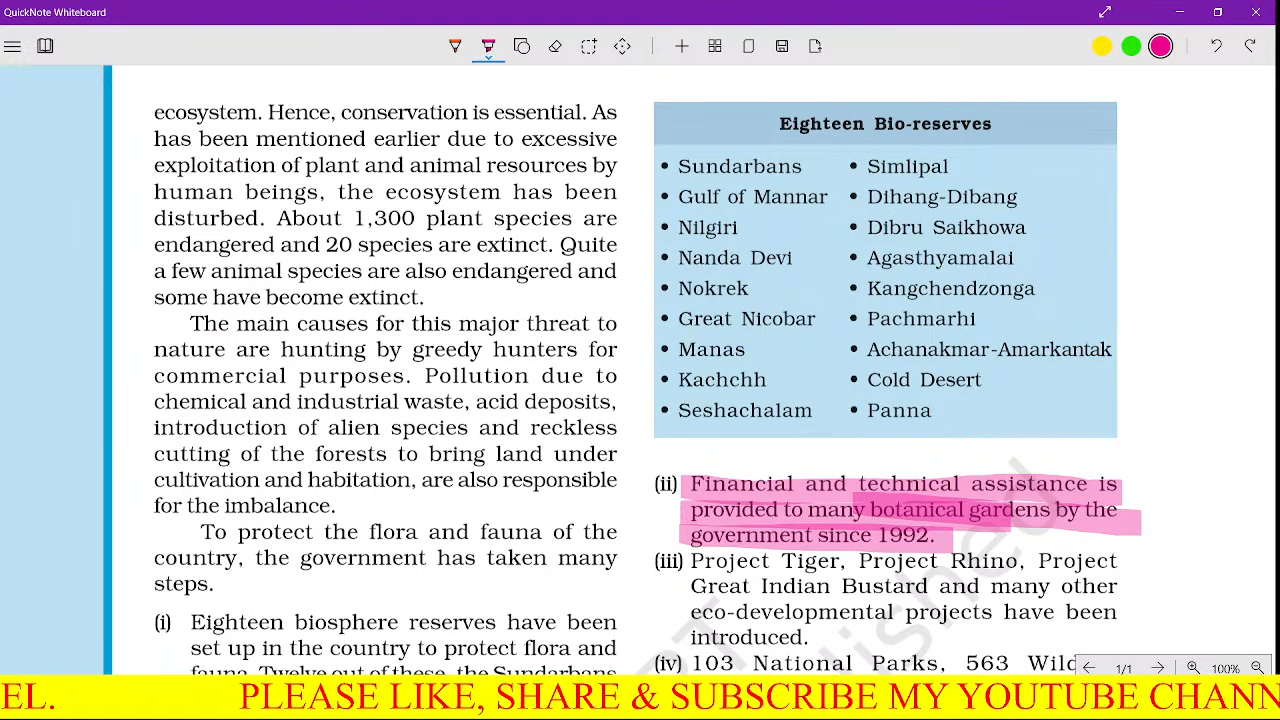 QuickNote Whiteboard
ecosystem. Hence, conservation is essential. As
has been mentioned earlier due to excessive
exploitation of plant and animal resources by
human beings, the ecosystem has been
disturbed. About 1,300 plant species are
endangered and 20 species are extinct. Quite
a few animal species are also endangered and
some have become extinct.
The main causes for this major threat to
nature are hunting by greedy hunters for
commercial purposes. Pollution due to
chemical and industrial waste, acid deposits,
introduction of alien species and reckless
cutting of the forests to bring land under
cultivation and habitation, are also responsible
for the imbalance.
To protect the flora and fauna of the
country, the government has taken many
steps.
(i) Eighteen biosphere reserves have been
set up in the country to protect flora and
fauna. Twelve out of these, the Sundarbans
Eighteen Bio-reserves
• Sundarbans • Simlipal
• Gulf of Mannar • Dihang-Dibang
• Nilgiri • Dibru Saikhowa
• Nanda Devi • Agasthyamalai
• Nokrek • Kangchendzonga
• Great Nicobar • Pachmarhi
• Manas • Achanakmar-Amarkantak
• Kachchh • Cold Desert
• Seshachalam • Panna
(ii) Financial and technical assistance is
provided to many botanical gardens by the
government since 1992.
(iii) Project Tiger, Project Rhino, Project
Great Indian Bustard and many other
eco-developmental projects have been
introduced.
(iv) 103 National Parks, 563 Wild
1/1 100%
EL. PLEASE LIKE, SHARE & SUBSCRIBE MY YOUTUBE CHANN